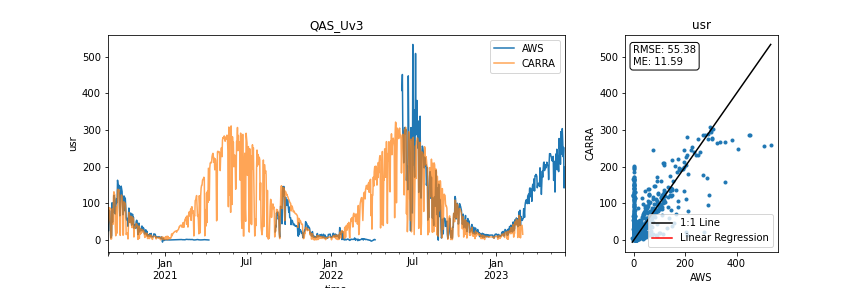 QAS_Uv3
usr
500
400
300
200
100
0
Jan
2021
Jul
Jan
2022
Jul
Jan
2023
time
AWS
CARRA
usr
RMSE: 55.38
ME: 11.59
CARRA
500
400
300
200
100
0
1:1 Line
Linear Regression
0
200
400
AWS